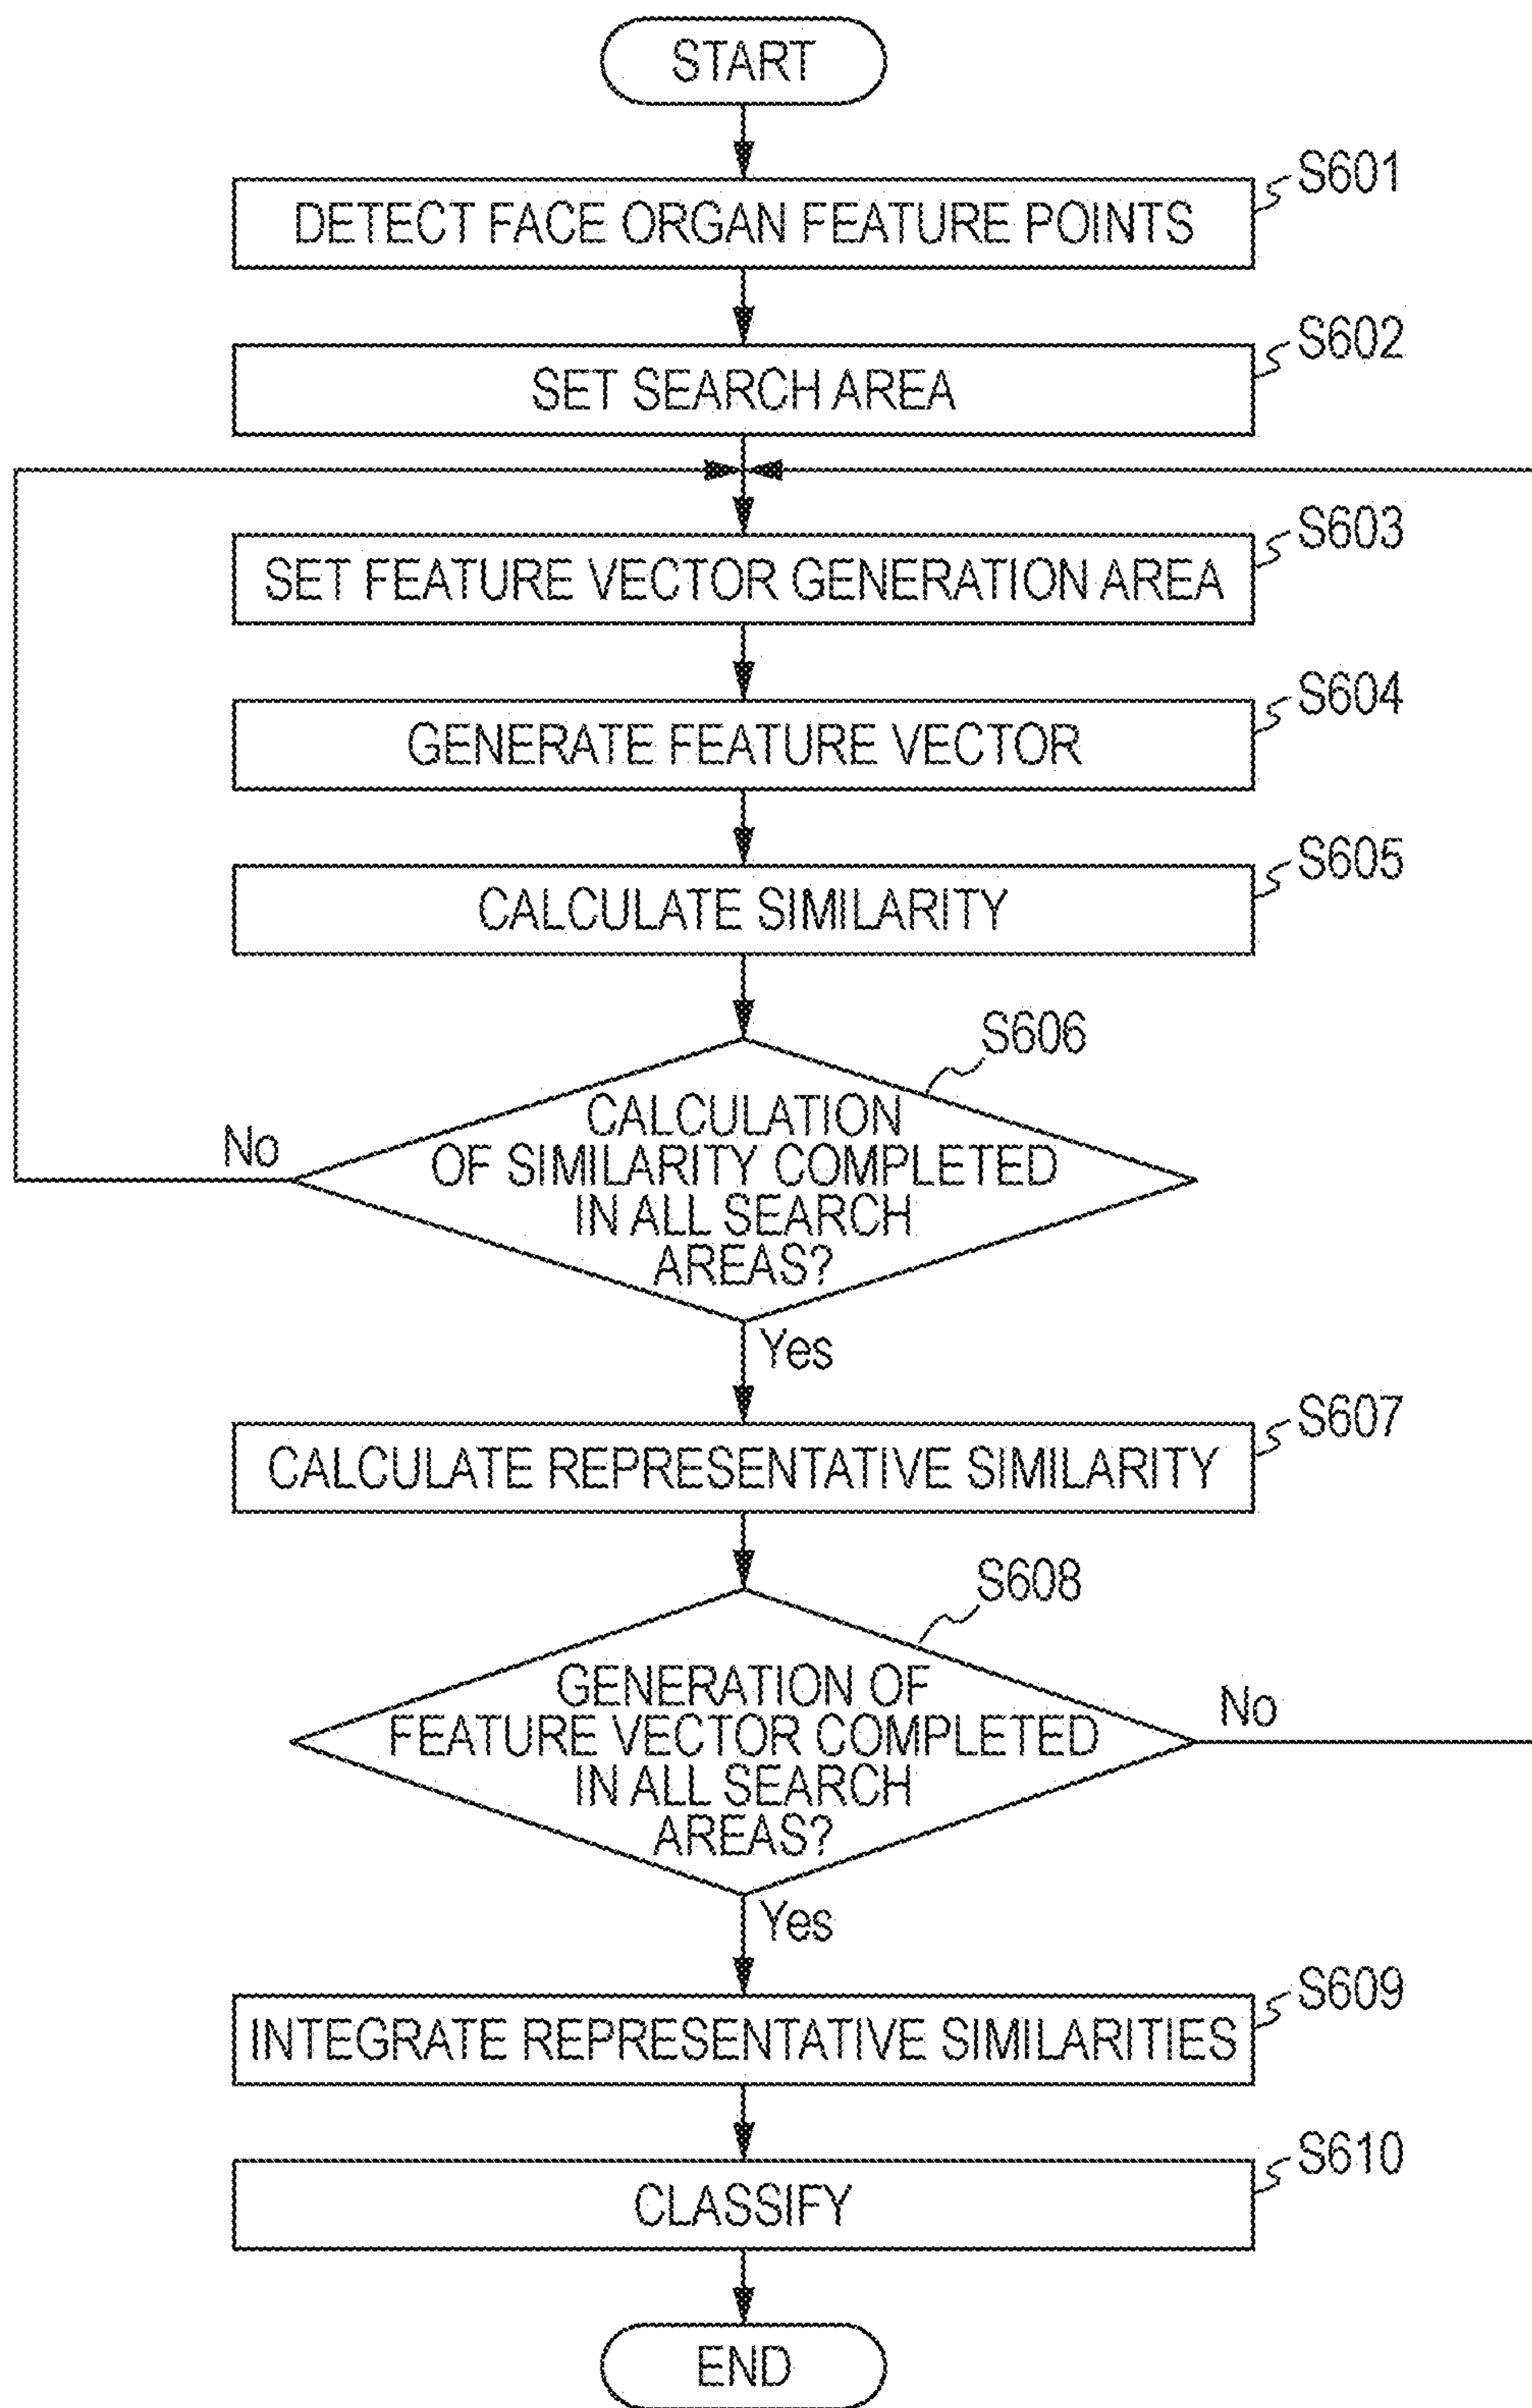 START
S601
DETECT FACE ORGAN FEATURE POINTS
S602
SET SEARCH AREA
S603
SET FEATURE VECTOR GENERATION AREA
S604
GENERATE FEATURE VECTOR
S605
CALCULATE SIMILARITY
S606
CALCULATION
OF SIMILARITY COMPLETED
IN ALL SEARCH
AREAS?
No
Yes
S607
CALCULATE REPRESENTATIVE SIMILARITY
S608
GENERATION OF
FEATURE VECTOR COMPLETED
IN ALL SEARCH
AREAS?
No
Yes
S609
INTEGRATE REPRESENTATIVE SIMILARITIES
S610
CLASSIFY
END